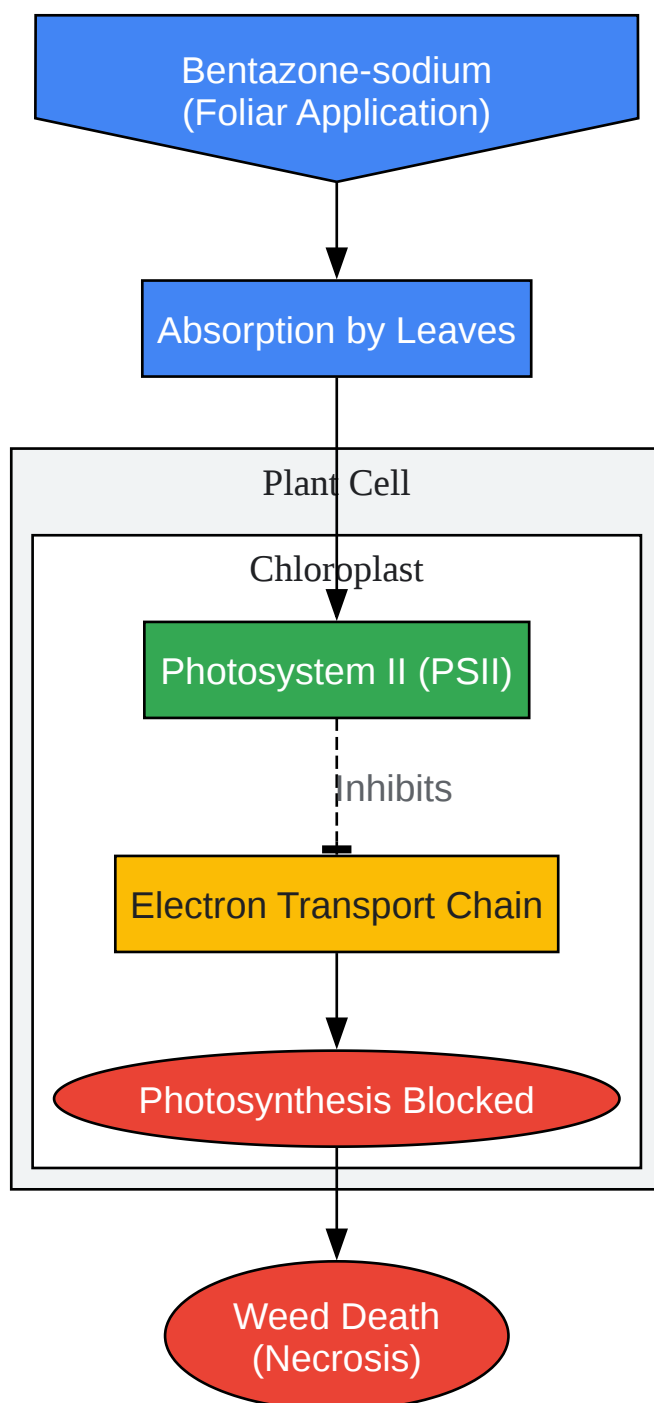 Bentazone-sodium
(Foliar Application)
Absorption by Leaves
Plant Cell
Chloroplast
Photosystem II (PSII)
Inhibits
Electron Transport Chain
Photosynthesis Blocked
Weed Death
(Necrosis)